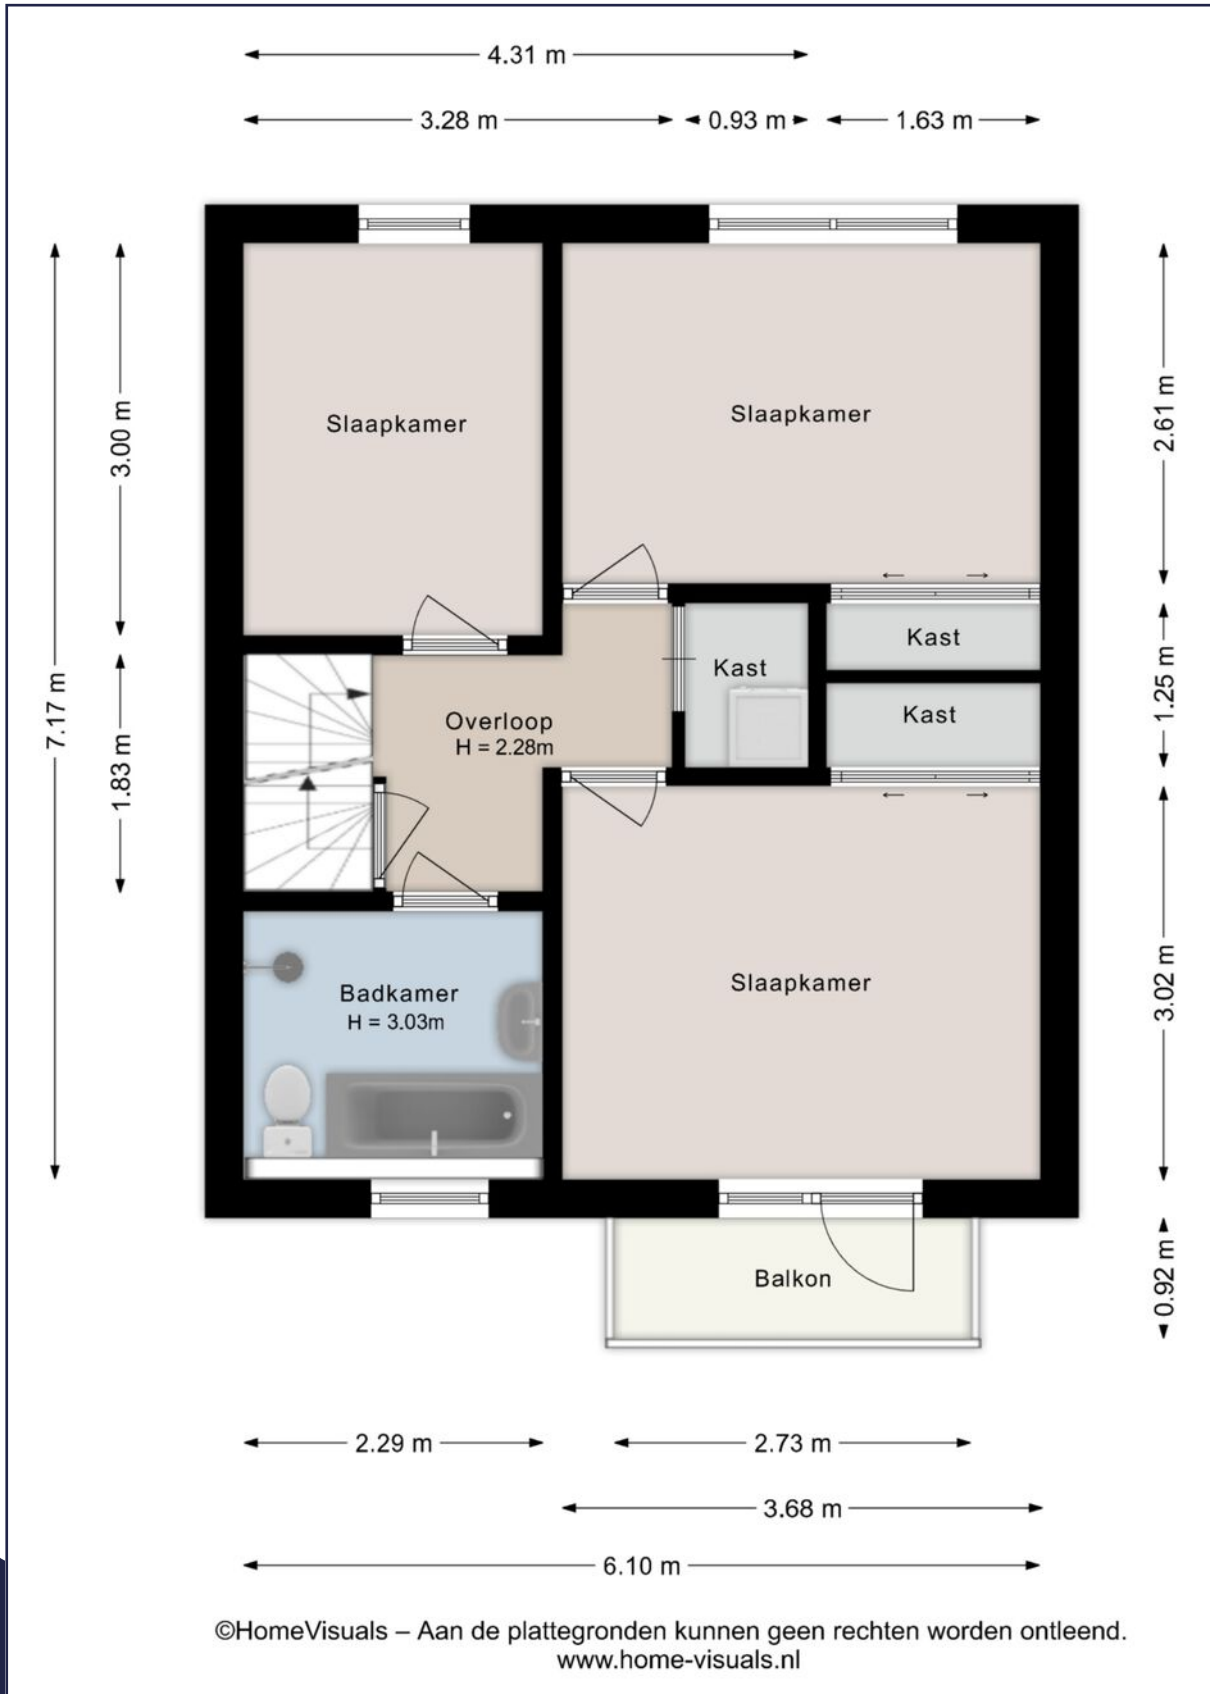 4.31 m
3.28 m
0.93 m
1.63 m
7.17 m
3.00 m
1.83 m
2.61 m
1.25 m
3.02 m
0.92 m
Slaapkamer
Slaapkamer
Kast
Kast
Kast
Overloop
H = 2.28m
Badkamer
H = 3.03m
Slaapkamer
Balkon
2.29 m
2.73 m
3.68 m
6.10 m
©HomeVisuals – Aan de plattegronden kunnen geen rechten worden ontleend.
www.home-visuals.nl